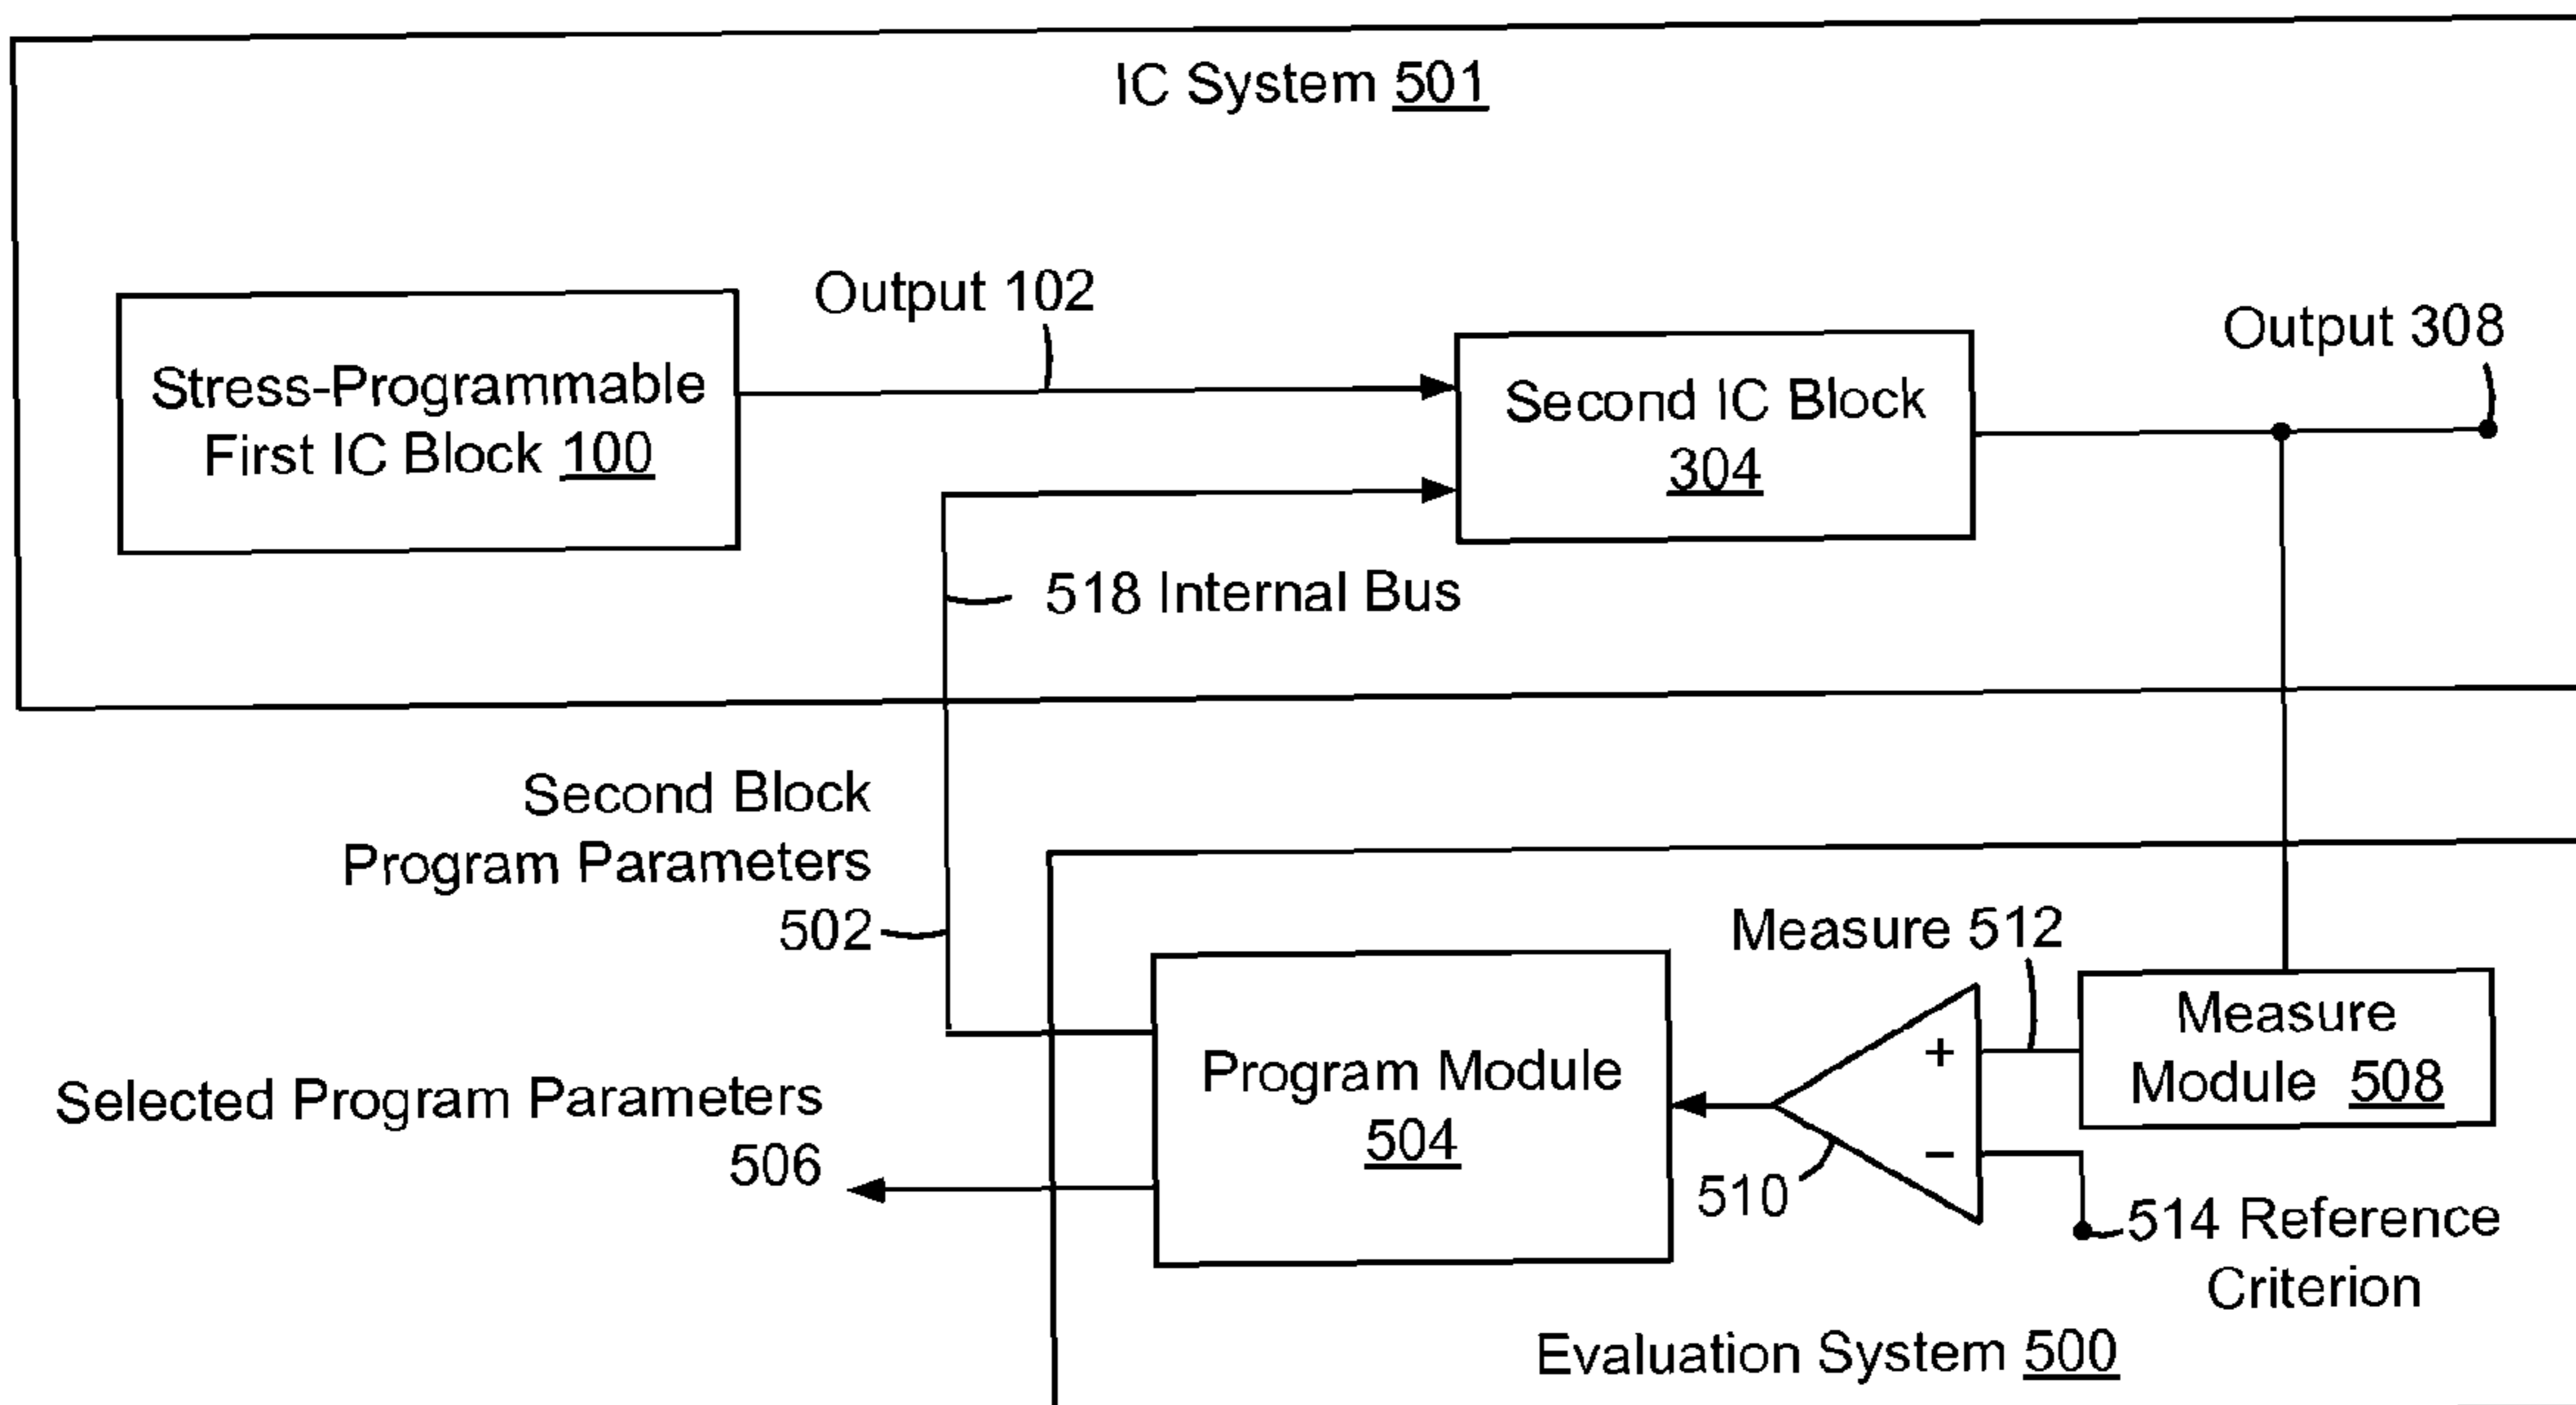 IC System 501
Output 102
Output 308
Stress-Programmable
First IC Block 100
Second IC Block
304
518 Internal Bus
Second Block
Program Parameters
502
Measure 512
Measure
Module 508
+
Program Module
504
Selected Program Parameters
506
−
510
514 Reference
Criterion
Evaluation System 500